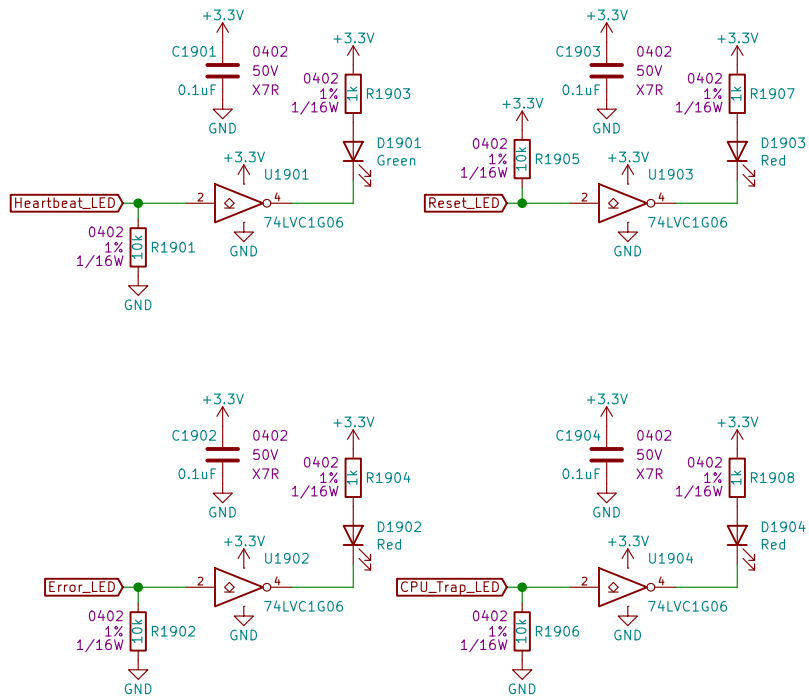 +3.3V
C1901
0402
50V
X7R
0.1uF
GND
+3.3V
0402
1%
1/16W
1k
R1903
D1901
Green
+3.3V
U1901
Heartbeat_LED
2
4
74LVC1G06
GND
0402
1%
1/16W
10k
R1901
GND
+3.3V
C1903
0402
50V
X7R
0.1uF
GND
+3.3V
0402
1%
1/16W
1k
R1907
D1903
Red
+3.3V
0402
1%
1/16W
10k
R1905
+3.3V
U1903
Reset_LED
2
4
74LVC1G06
GND
+3.3V
C1902
0402
50V
X7R
0.1uF
GND
+3.3V
0402
1%
1/16W
1k
R1904
D1902
Red
+3.3V
U1902
Error_LED
2
4
74LVC1G06
GND
0402
1%
1/16W
10k
R1902
GND
+3.3V
C1904
0402
50V
X7R
0.1uF
GND
+3.3V
0402
1%
1/16W
1k
R1908
D1904
Red
+3.3V
U1904
CPU_Trap_LED
2
4
74LVC1G06
GND
0402
1%
1/16W
10k
R1906
GND